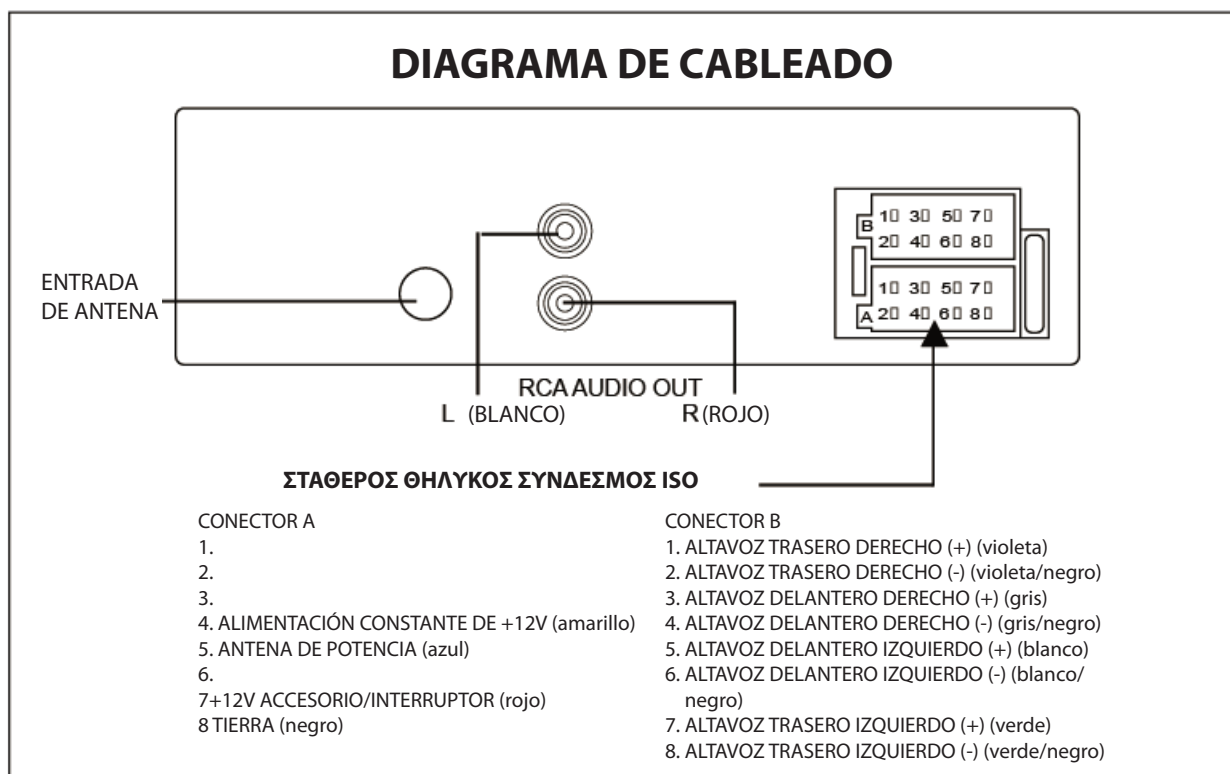 DIAGRAMA DE CABLEADO
B
1 3 5 7
2 4 6 8
1 3 5 7
A 2 4 6 8
ENTRADA
DE ANTENA
RCA AUDIO OUT
L (BLANCO)
R (ROJO)
ΣΤΑΘΕΡΟΣ ΘΗΛΥΚΟΣ ΣΥΝΔΕΣΜΟΣ ISO
CONECTOR A
1.
2.
3.
4. ALIMENTACIÓN CONSTANTE DE +12V (amarillo)
5. ANTENA DE POTENCIA (azul)
6.
7+12V ACCESORIO/INTERRUPTOR (rojo)
8 TIERRA (negro)
CONECTOR B
1. ALTAVOZ TRASERO DERECHO (+) (violeta)
2. ALTAVOZ TRASERO DERECHO (-) (violeta/negro)
3. ALTAVOZ DELANTERO DERECHO (+) (gris)
4. ALTAVOZ DELANTERO DERECHO (-) (gris/negro)
5. ALTAVOZ DELANTERO IZQUIERDO (+) (blanco)
6. ALTAVOZ DELANTERO IZQUIERDO (-) (blanco/
negro)
7. ALTAVOZ TRASERO IZQUIERDO (+) (verde)
8. ALTAVOZ TRASERO IZQUIERDO (-) (verde/negro)